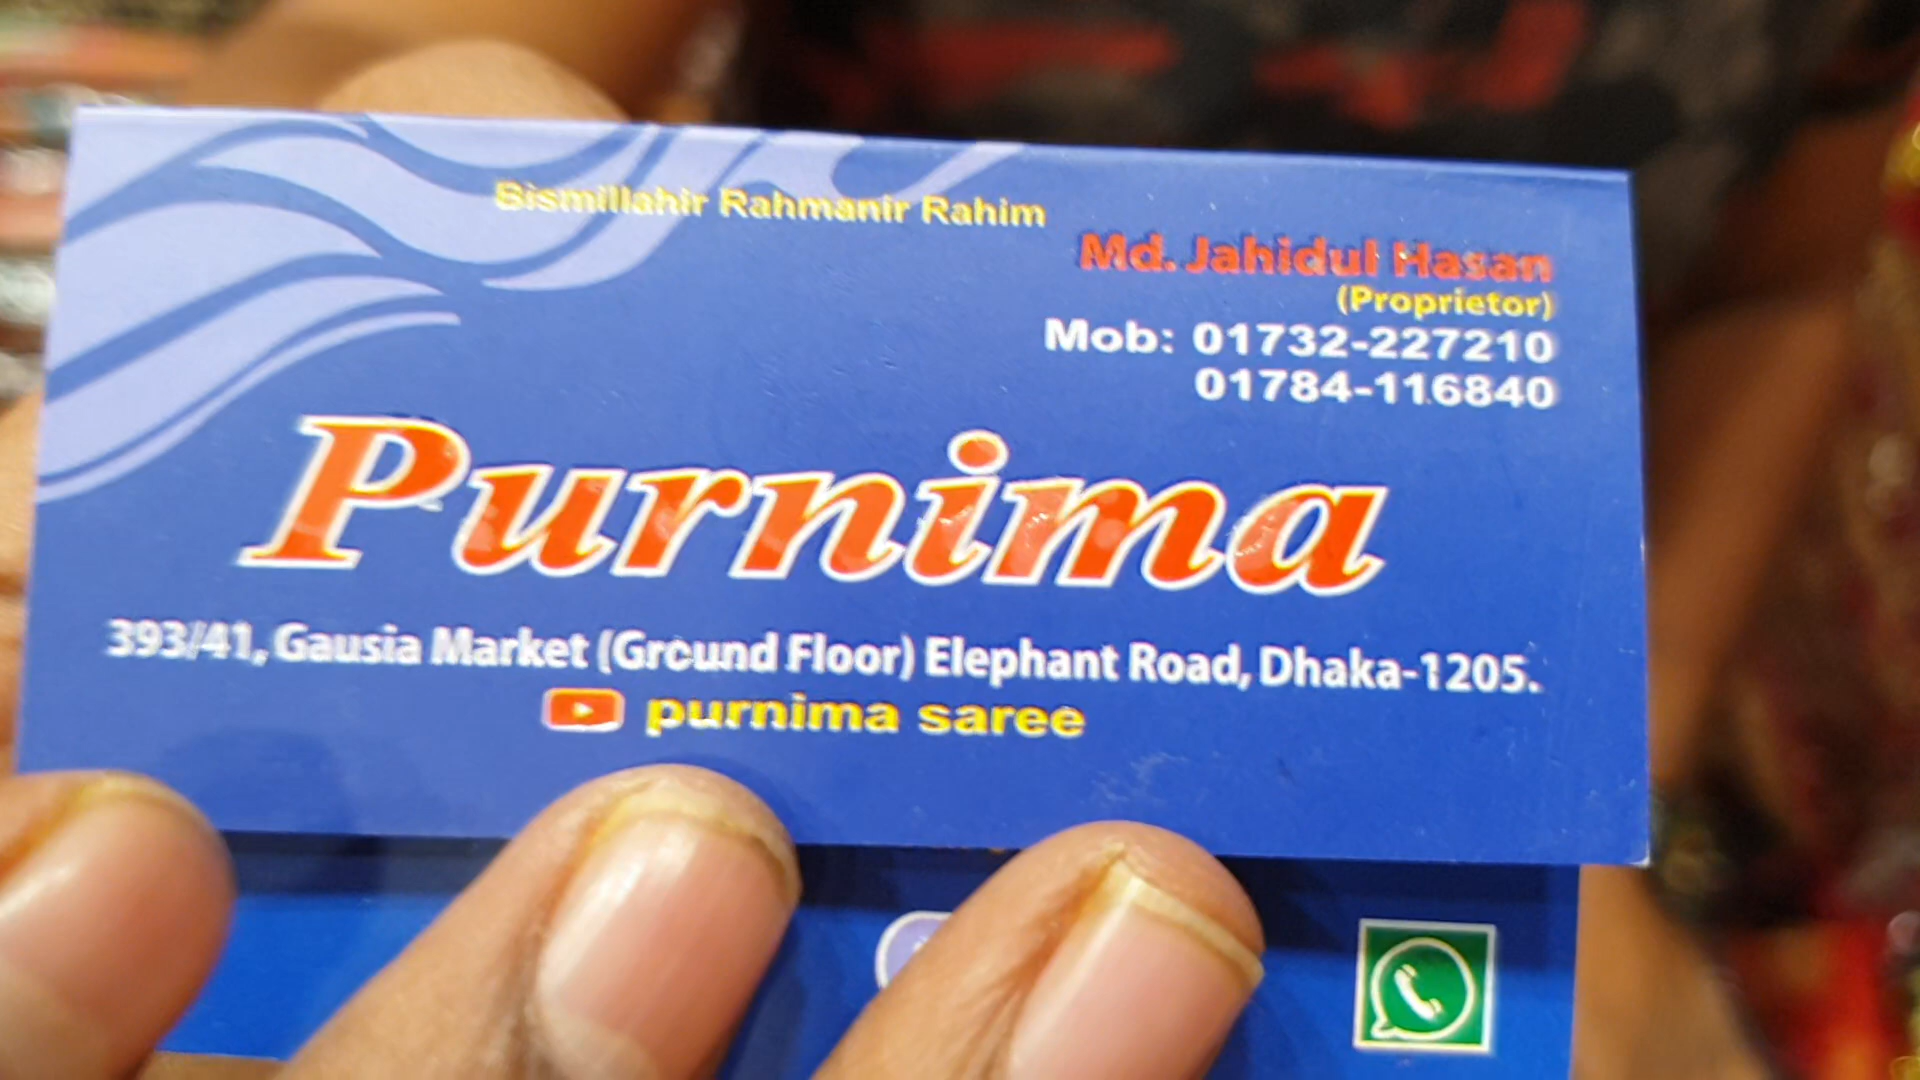 Bismillahir Rahmanir Rahim
Md. Jahidul Hasan
(Proprietor)
Mob: 01732-227210
01784-116840
Purnima
393/41, Gausia Market (Ground Floor) Elephant Road, Dhaka-1205.
purnima saree